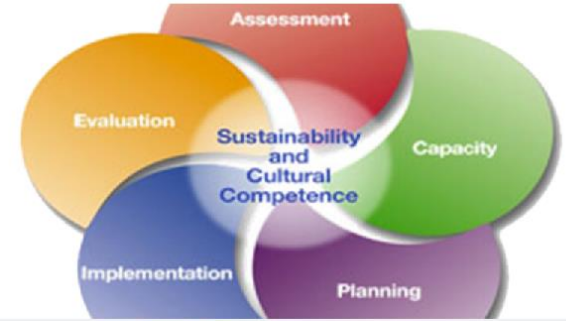 Assessment
Evaluation
Capacity
Sustainability
and
Cultural
Competence
Implementation
Planning